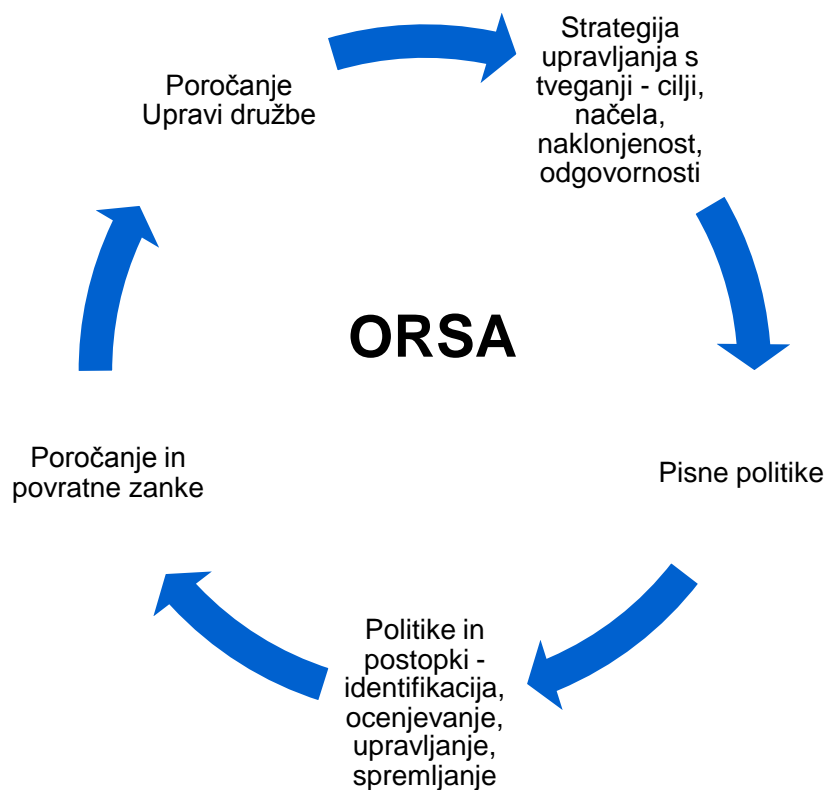 Strategija
upravljanja s
tveganji - cilji,
načela,
naklonjenost,
odgovornosti
Poročanje
Upravi družbe
ORSA
Poročanje in
povratne zanke
Pisne politike
Politike in
postopki -
identifikacija,
ocenjevanje,
upravljanje,
spremljanje